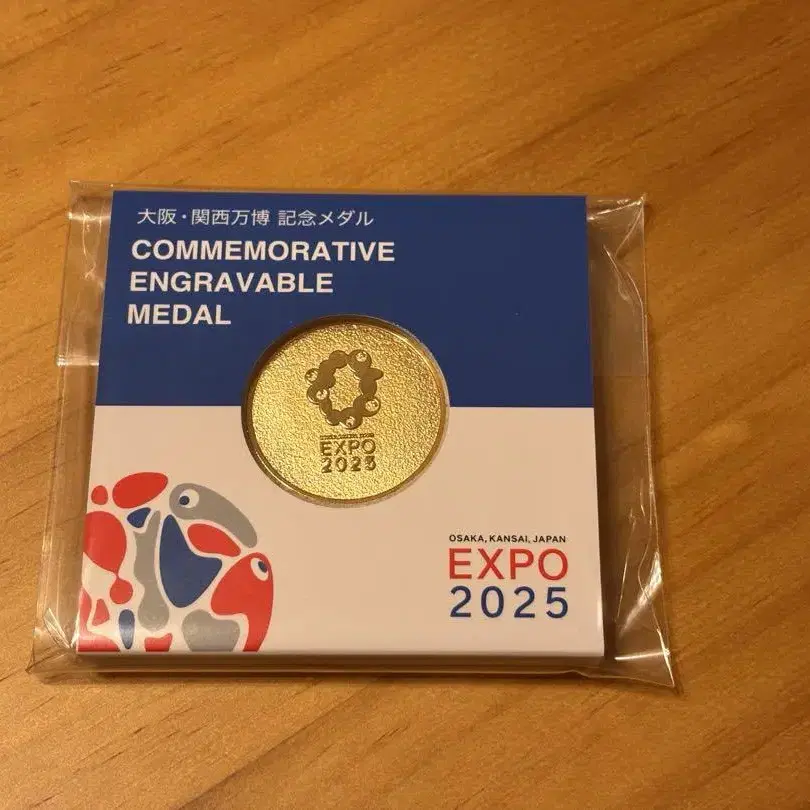 大阪・関西万博 記念メダル
COMMEMORATIVE
ENGRAVABLE
MEDAL
EXPO
2025
OSAKA, KANSAI, JAPAN
EXPO
2025